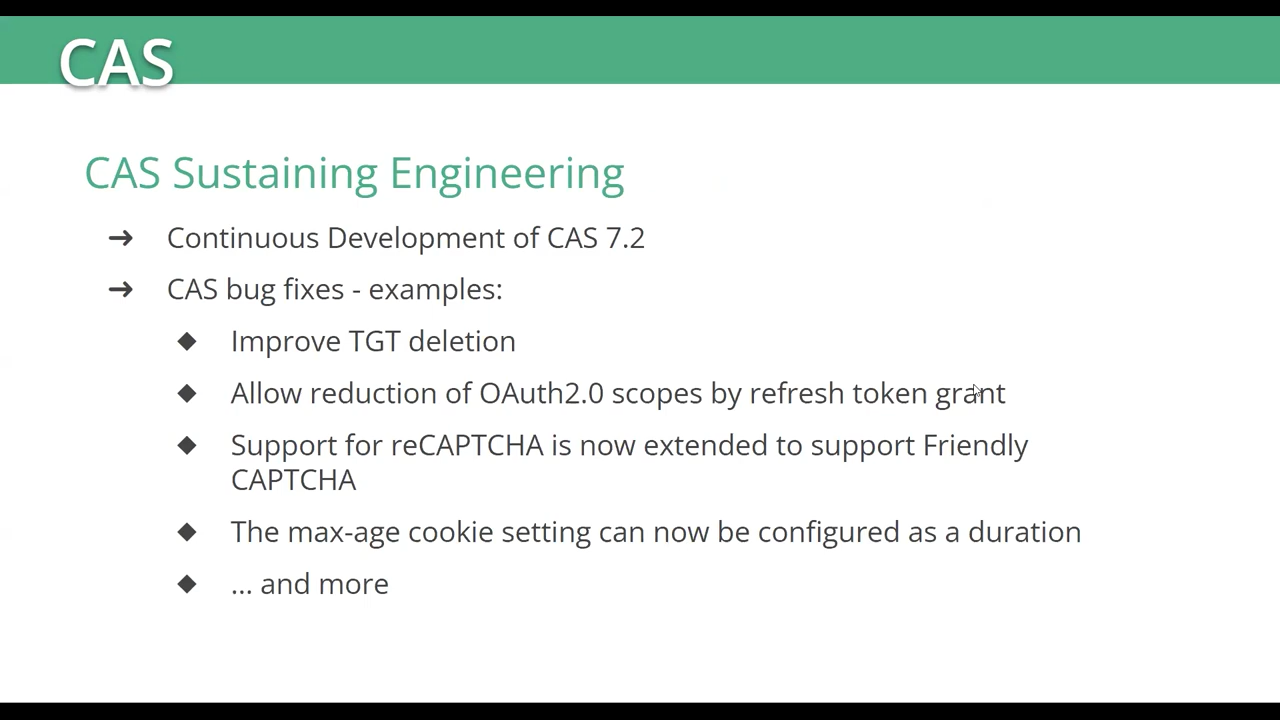 CAS
CAS Sustaining Engineering
➔ Continuous Development of CAS 7.2
➔ CAS bug fixes - examples:
◆ Improve TGT deletion
◆ Allow reduction of OAuth2.0 scopes by refresh token grant
◆ Support for reCAPTCHA is now extended to support Friendly
CAPTCHA
◆ The max-age cookie setting can now be configured as a duration
◆ ... and more